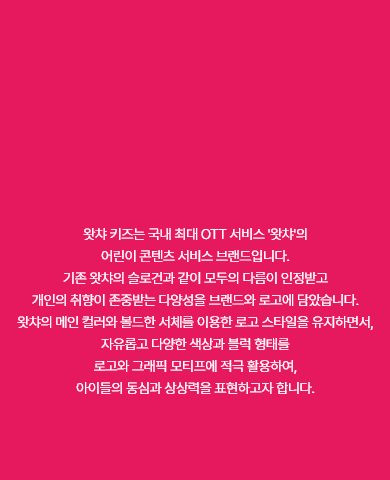 왓챠 키즈는 국내 최대 OTT 서비스 '왓챠'의
어린이 콘텐츠 서비스 브랜드입니다.
기존 왓챠의 슬로건과 같이 모두의 다름이 인정받고
개인의 취향이 존중받는 다양성을 브랜드와 로고에 담았습니다.
왓챠의 메인 컬러와 볼드한 서체를 이용한 로고 스타일을 유지하면서,
자유롭고 다양한 색상과 블럭 형태를
로고와 그래픽 모티프에 적극 활용하여,
아이들의 동심과 상상력을 표현하고자 합니다.